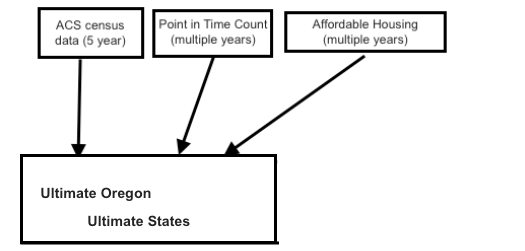 ACS census
data (5 year)
Point in Time Count
(multiple years)
Affordable Housing
(multiple years)
Ultimate Oregon
Ultimate States